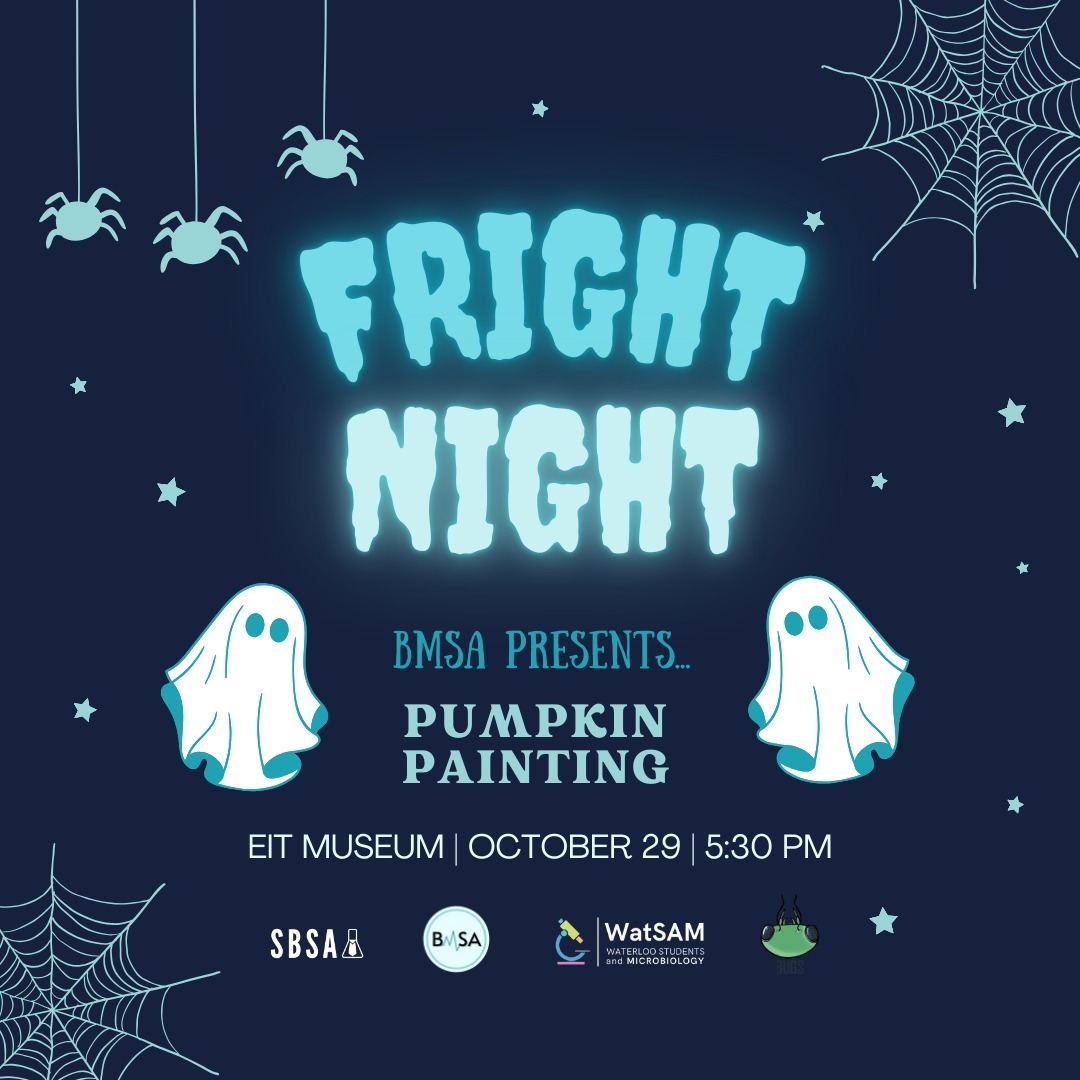 FRIGHT
NIGHT
BMSA PRESENTS...
PUMPKIN
PAINTING
EIT MUSEUM | OCTOBER 29 | 5:30 PM
SBSA
BMSA
WatSAM
WATERLOO STUDENTS
and MICROBIOLOGY
BUGS